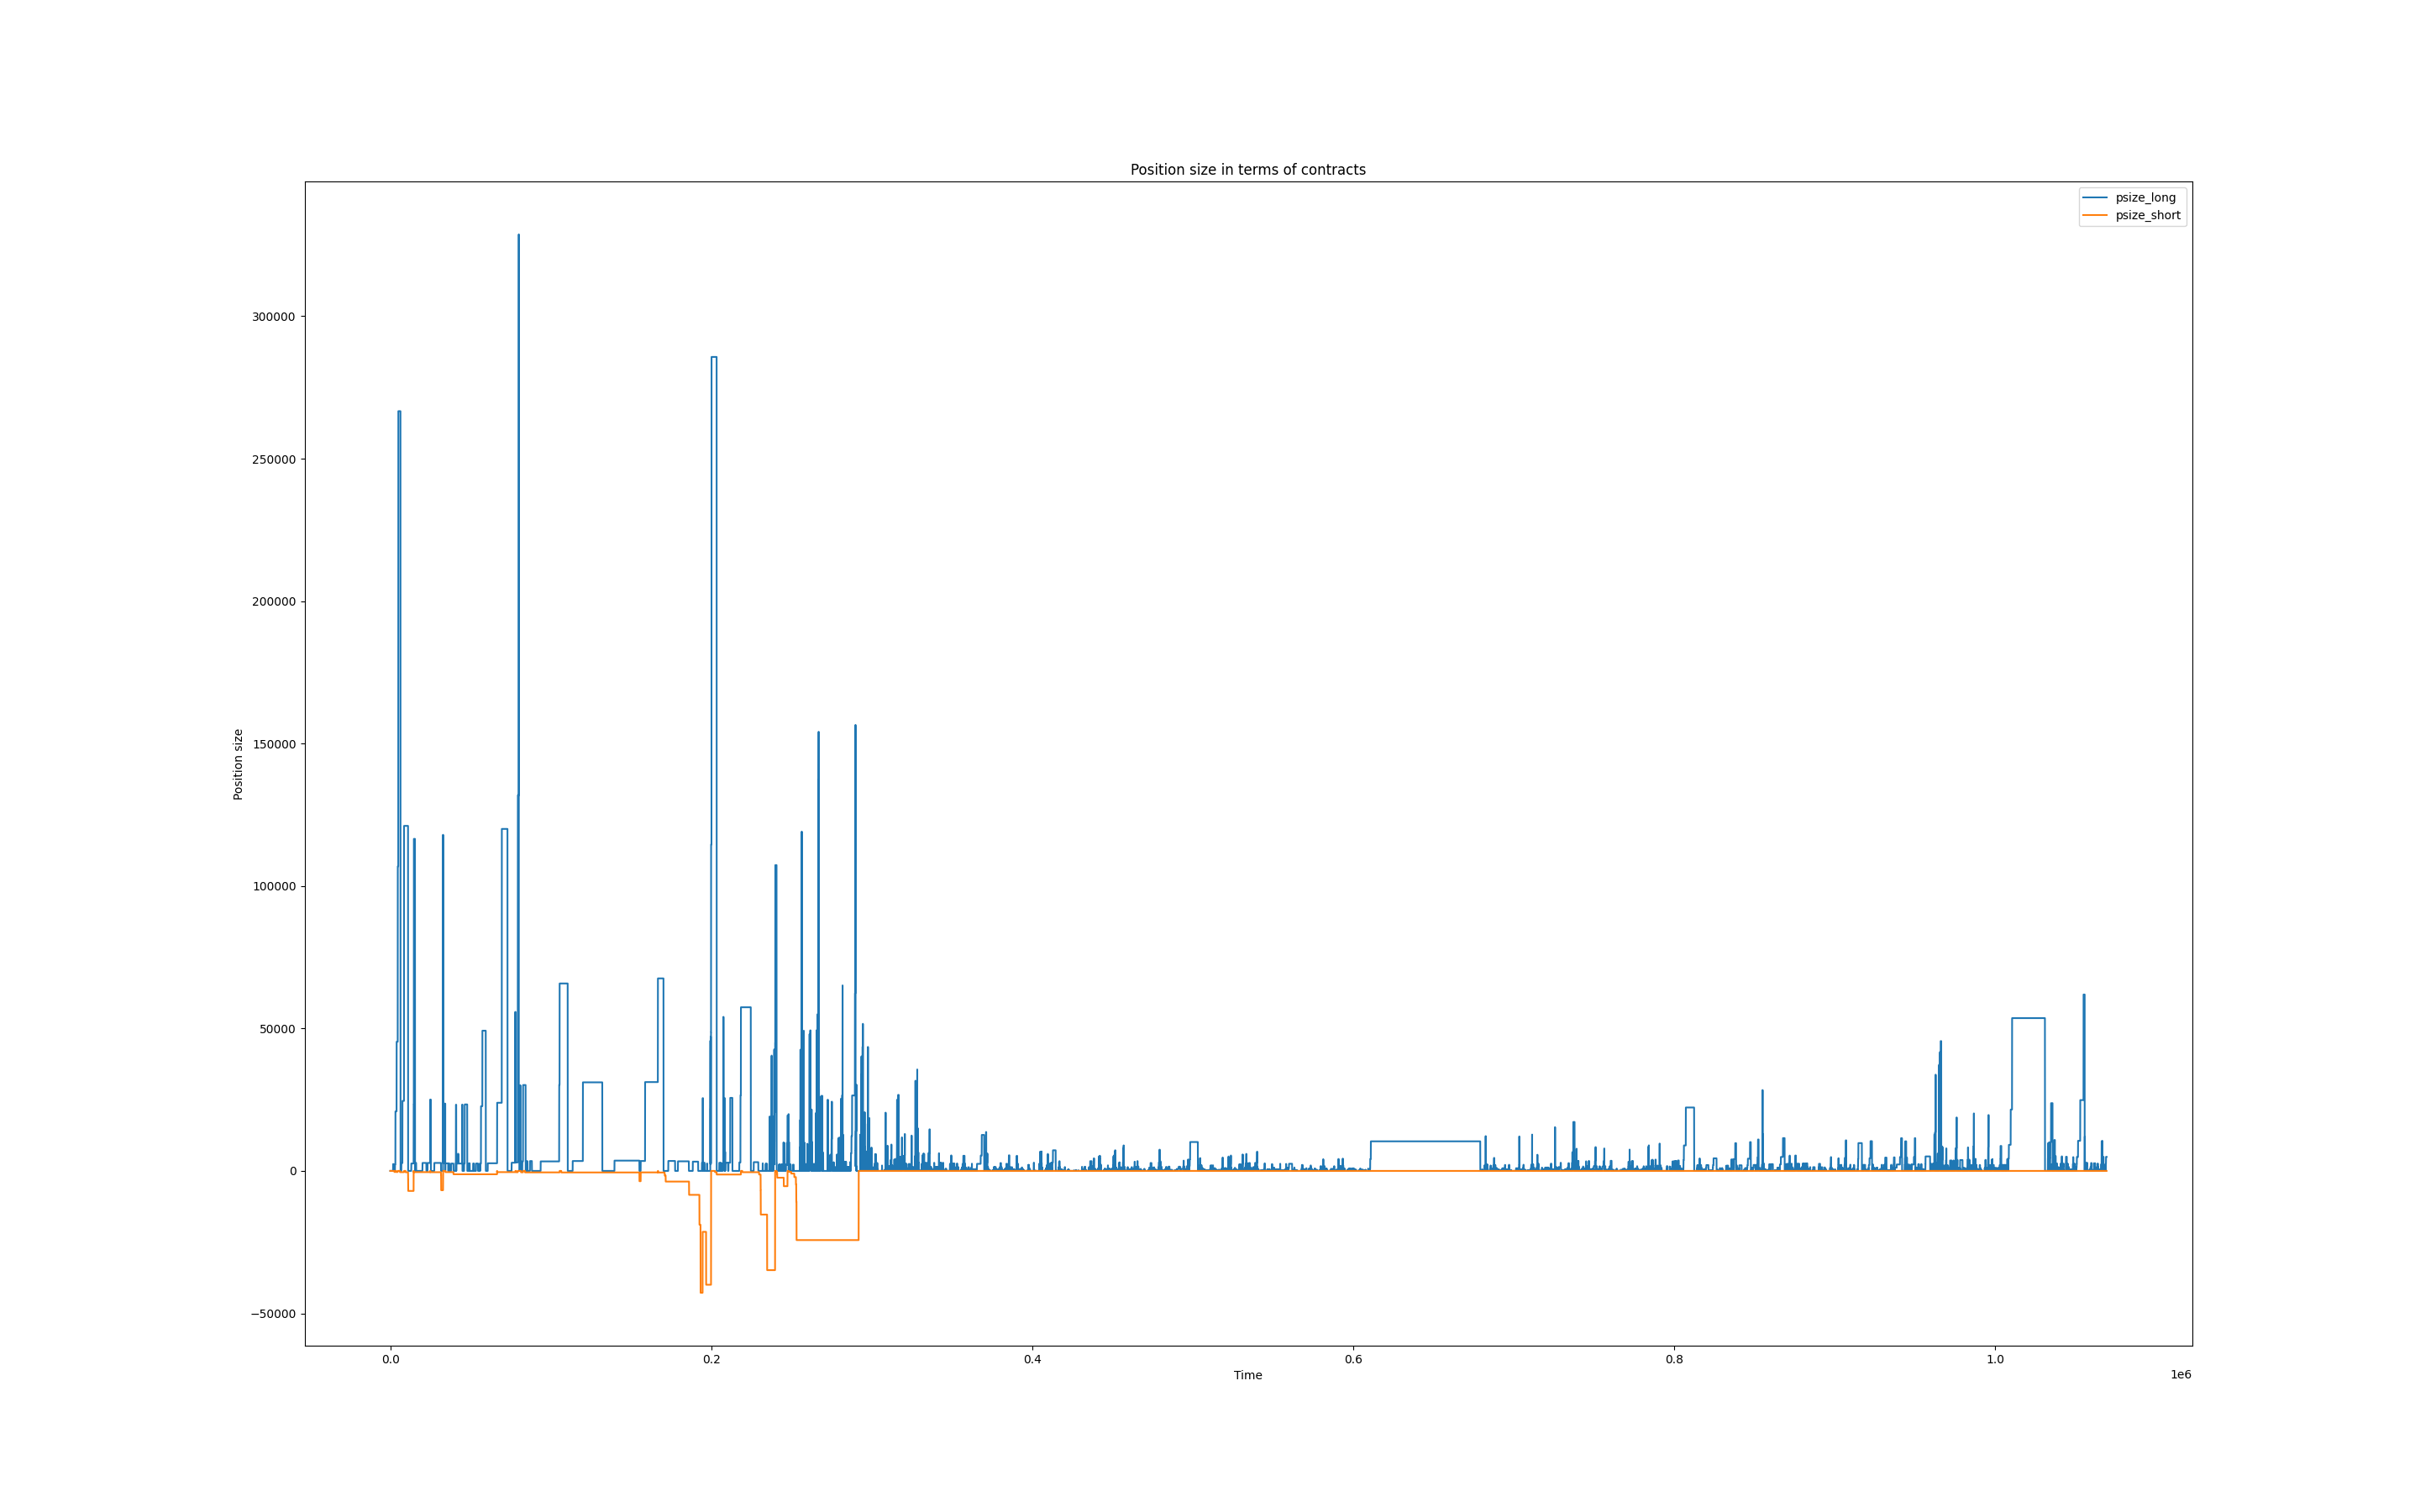 Position size in terms of contracts
psize_long
psize_short
300000
250000
200000
150000
100000
50000
0
−50000
Position size
0.0 0.2 0.4 0.6 0.8 1.0
Time
1e6